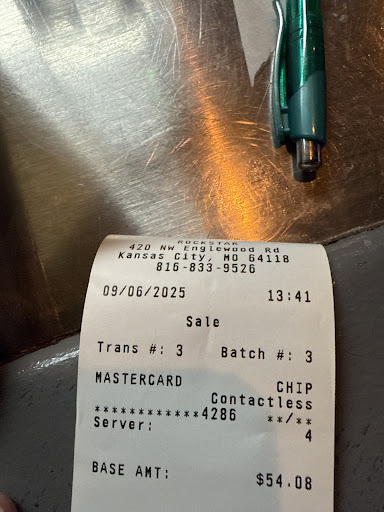 ROCKSTAR
420 NW Englewood Rd
Kansas City, MO 64118
816-833-9526
09/06/2025 13:41
Sale
Trans #: 3 Batch #: 3
MASTERCARD CHIP
Contactless
************4286 **/**
Server: 4
BASE AMT: $54.08